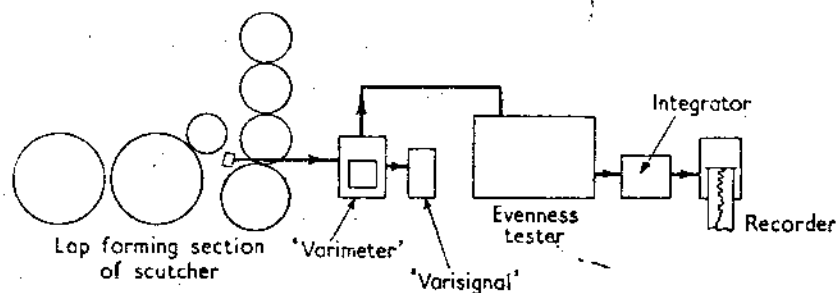 Integrator
Lap forming section
of scutcher
'Varimeter'
'Varisignal'
Evenness
tester
Recorder